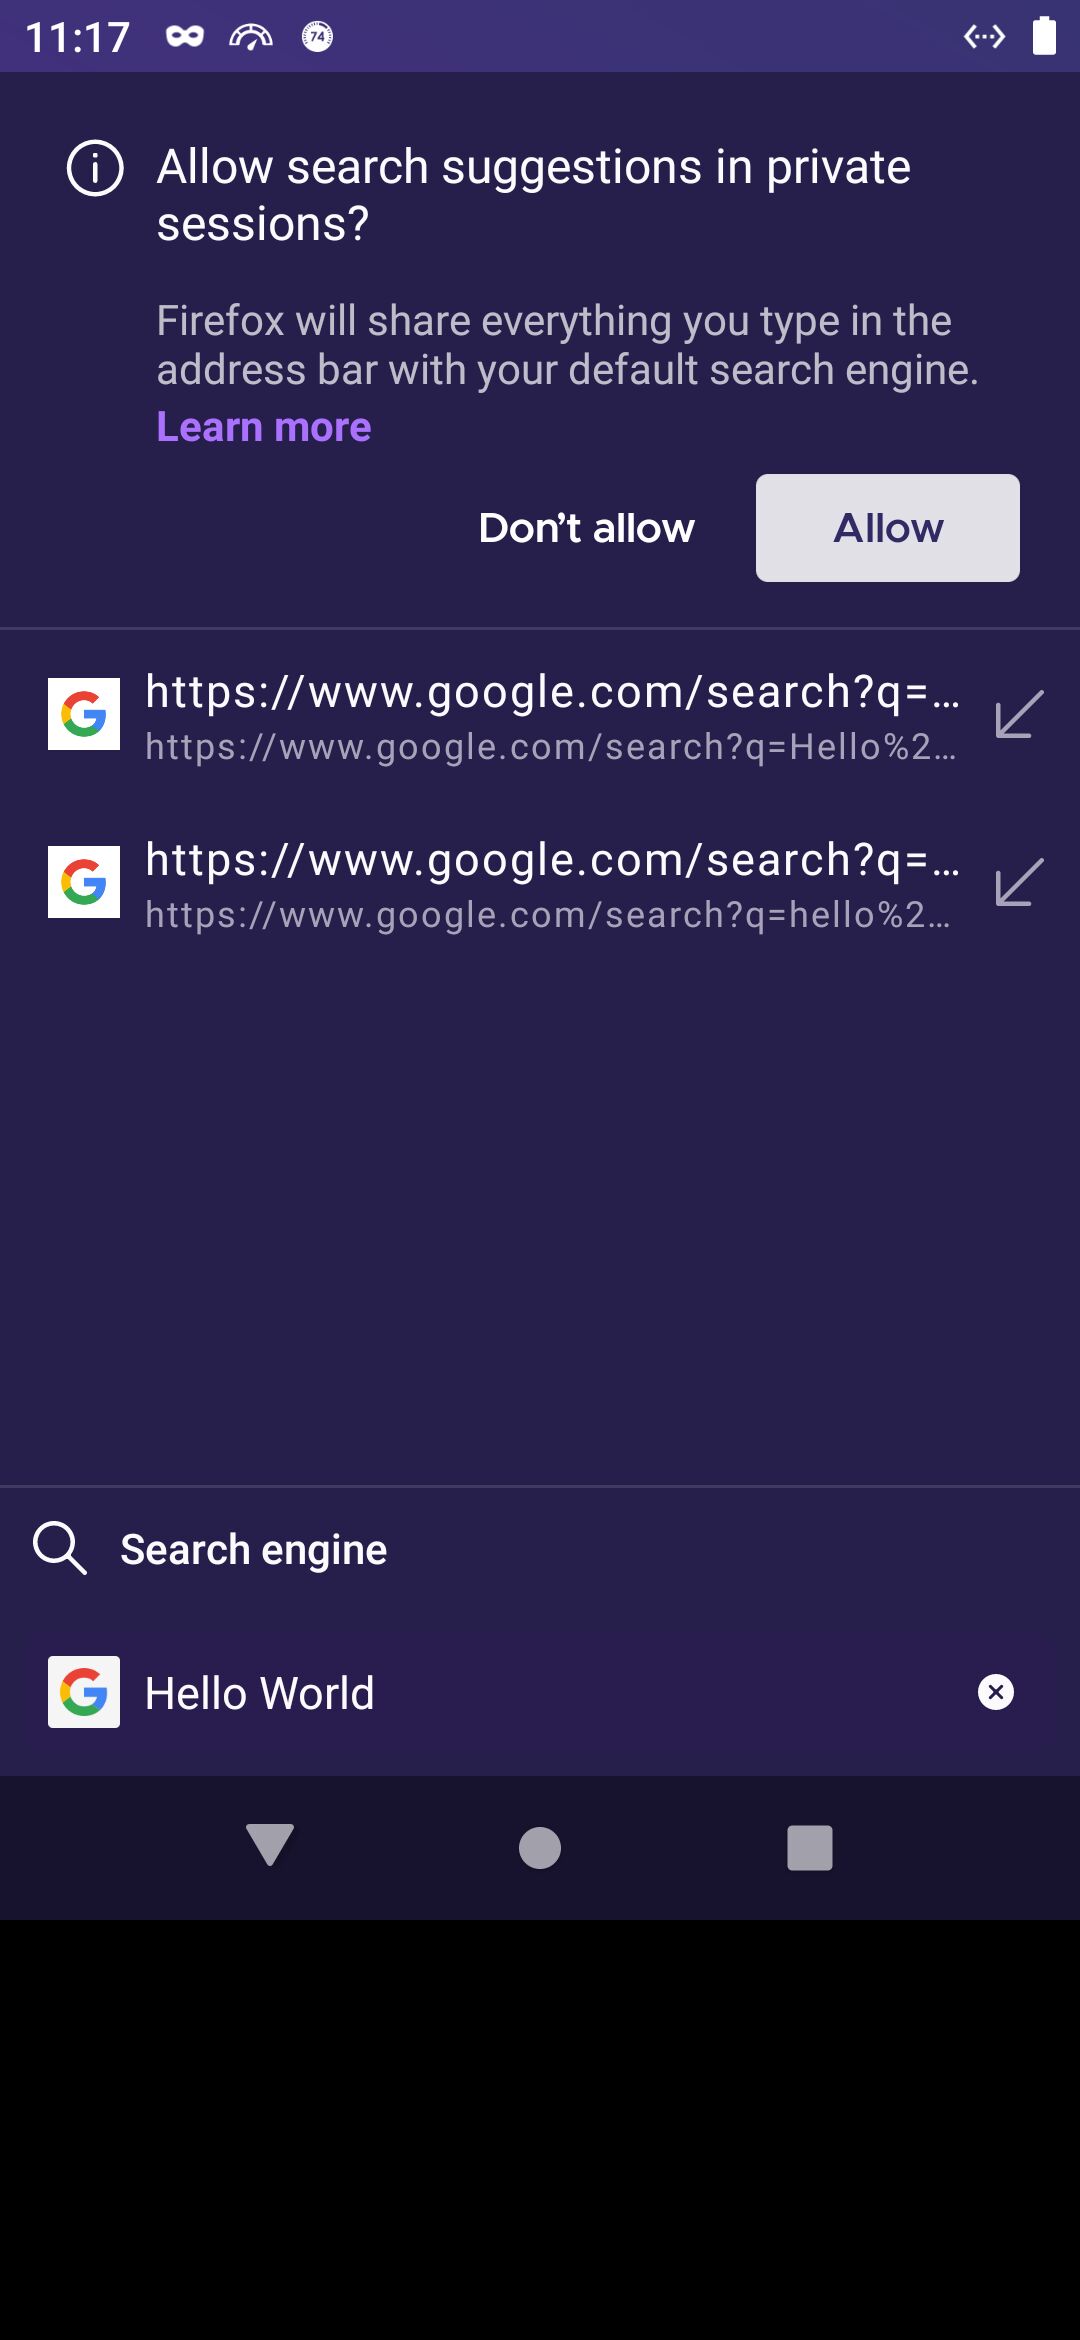 11:17
74
Allow search suggestions in private
sessions?
Firefox will share everything you type in the
address bar with your default search engine.
Learn more
Don’t allow
Allow
https://www.google.com/search?q=…
https://www.google.com/search?q=Hello%2…
https://www.google.com/search?q=…
https://www.google.com/search?q=hello%2…
Search engine
Hello World